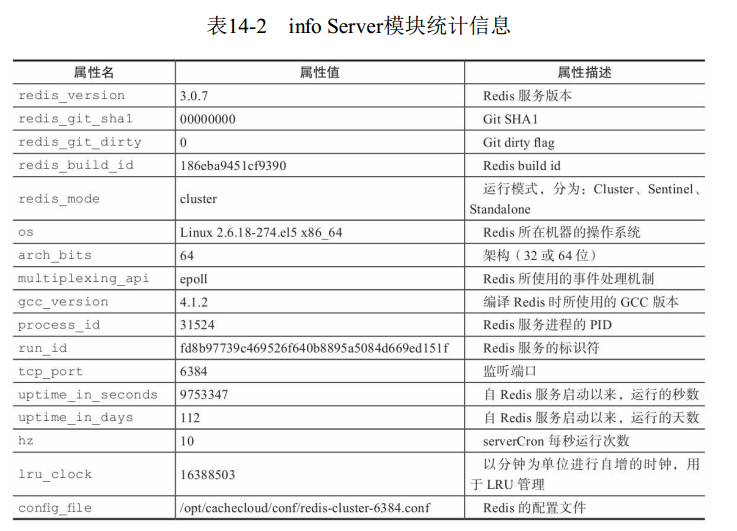 表14-2 info Server模块统计信息
属性名 属性值 属性描述
redis_version 3.0.7 Redis 服务版本
redis_git_sha1 00000000 Git SHA1
redis_git_dirty 0 Git dirty flag
redis_build_id 186eba9451cf9390 Redis build id
redis_mode cluster 运行模式，分为：Cluster、Sentinel、
Standalone
os Linux 2.6.18-274.el5 x86_64 Redis 所在机器的操作系统
arch_bits 64 架构（32 或 64 位）
multiplexing_api epoll Redis 所使用的事件处理机制
gcc_version 4.1.2 编译 Redis 时所使用的 GCC 版本
process_id 31524 Redis 服务进程的 PID
run_id fd8b97739c469526f640b8895a5084d669ed151f Redis 服务的标识符
tcp_port 6384 监听端口
uptime_in_seconds 9753347 自 Redis 服务启动以来，运行的秒数
uptime_in_days 112 自 Redis 服务启动以来，运行的天数
hz 10 serverCron 每秒运行次数
lru_clock 16388503 以分钟为单位进行自增的时钟，用
于 LRU 管理
config_file /opt/cachecloud/conf/redis-cluster-6384.conf Redis 的配置文件